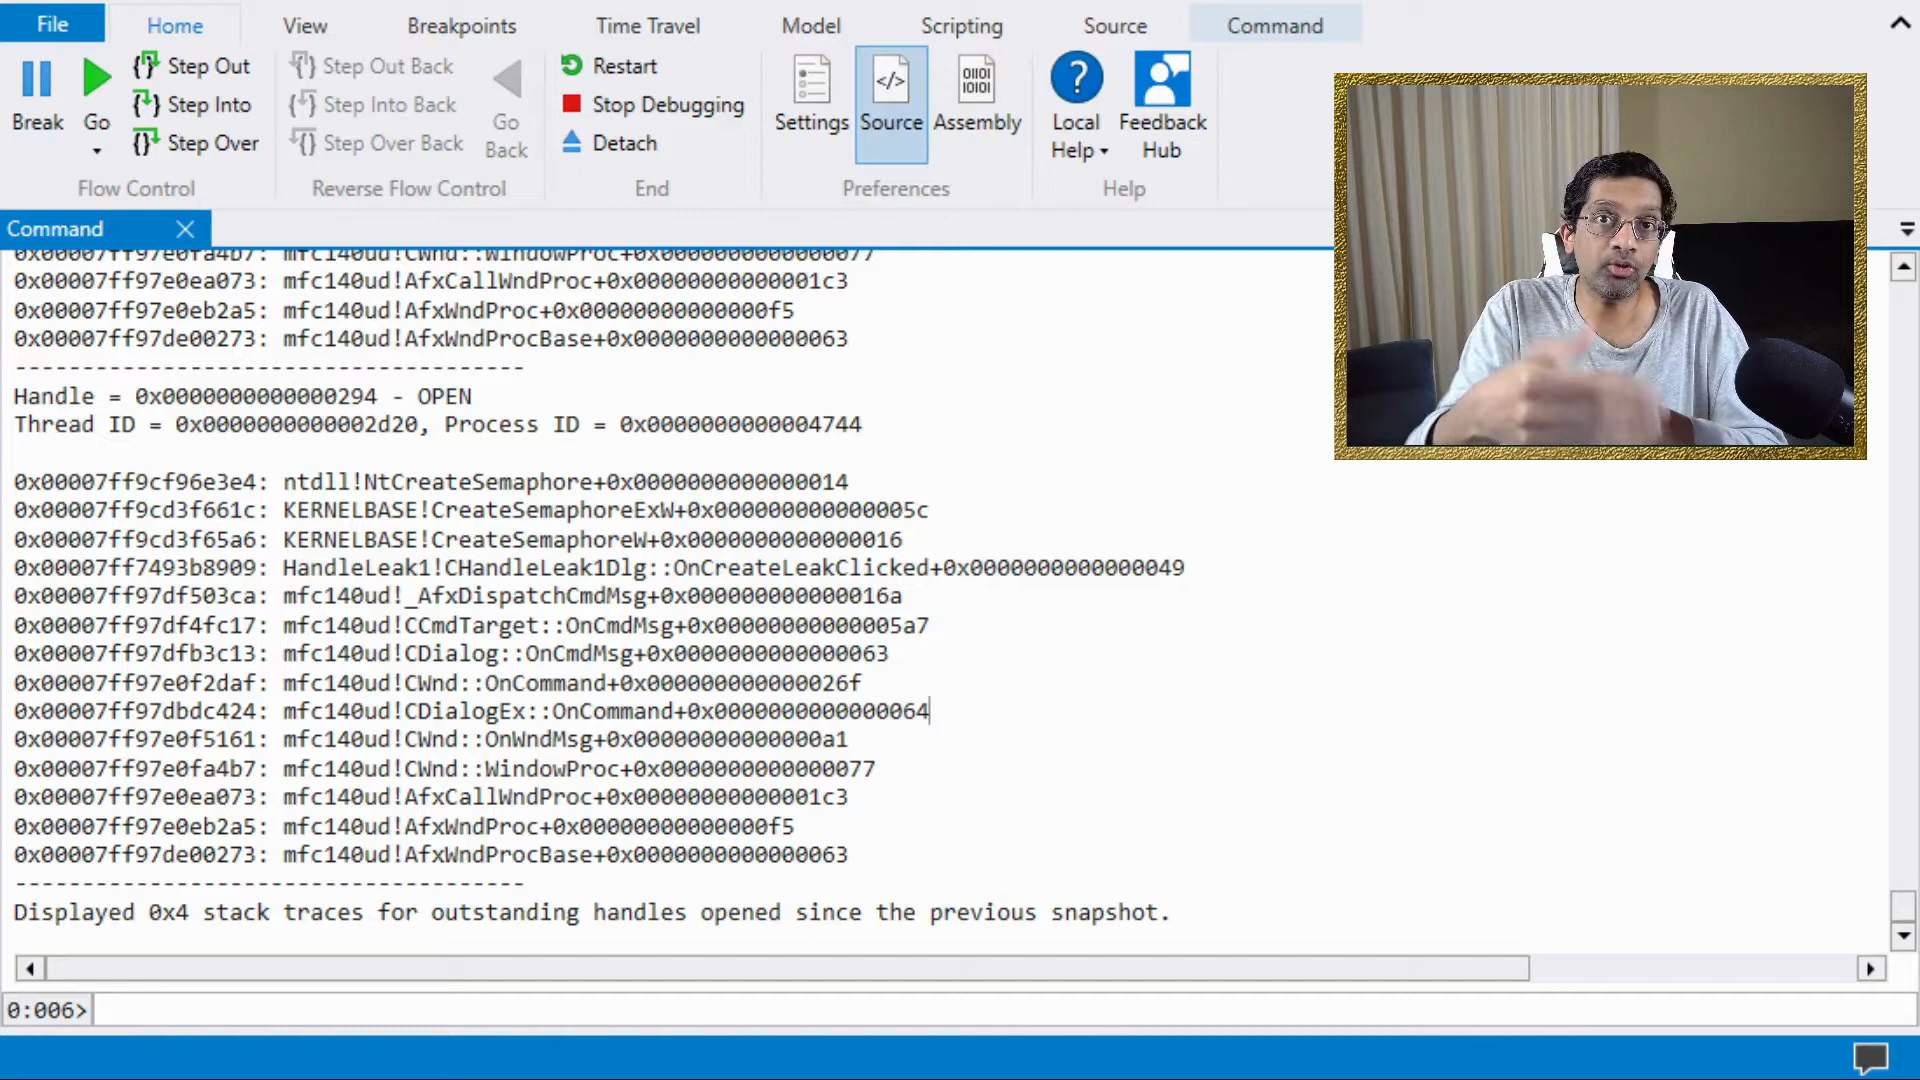 File
Home
View
Breakpoints
Time Travel
Model
Scripting
Source
Command
Break
Go
Step Out
Step Into
Step Over
Flow Control
Step Out Back
Step Into Back
Step Over Back
Go
Back
Reverse Flow Control
Restart
Stop Debugging
Detach
End
Settings
Source
Assembly
Preferences
Local
Help
Feedback
Hub
Help
Command
0x00007ff97e0fa4b7: mfc140ud!CWnd::WindowProc+0x0000000000000077
0x00007ff97e0ea073: mfc140ud!AfxCallWndProc+0x00000000000001c3
0x00007ff97e0eb2a5: mfc140ud!AfxWndProc+0x00000000000000f5
0x00007ff97de00273: mfc140ud!AfxWndProcBase+0x0000000000000063
--------------------------------------
Handle = 0x0000000000000294 - OPEN
Thread ID = 0x0000000000002d20, Process ID = 0x0000000000004744
0x00007ff9cf96e3e4: ntdll!NtCreateSemaphore+0x0000000000000014
0x00007ff9cd3f661c: KERNELBASE!CreateSemaphoreExW+0x000000000000005c
0x00007ff9cd3f65a6: KERNELBASE!CreateSemaphoreW+0x0000000000000016
0x00007ff7493b8909: HandleLeak1!CHandleLeak1Dlg::OnCreateLeakClicked+0x0000000000000049
0x00007ff97df503ca: mfc140ud!_AfxDispatchCmdMsg+0x000000000000016a
0x00007ff97df4fc17: mfc140ud!CCmdTarget::OnCmdMsg+0x00000000000005a7
0x00007ff97dfb3c13: mfc140ud!CDialog::OnCmdMsg+0x0000000000000063
0x00007ff97e0f2daf: mfc140ud!CWnd::OnCommand+0x000000000000026f
0x00007ff97dbdc424: mfc140ud!CDialogEx::OnCommand+0x0000000000000064
0x00007ff97e0f5161: mfc140ud!CWnd::OnWndMsg+0x00000000000000a1
0x00007ff97e0fa4b7: mfc140ud!CWnd::WindowProc+0x0000000000000077
0x00007ff97e0ea073: mfc140ud!AfxCallWndProc+0x00000000000001c3
0x00007ff97e0eb2a5: mfc140ud!AfxWndProc+0x00000000000000f5
0x00007ff97de00273: mfc140ud!AfxWndProcBase+0x0000000000000063
--------------------------------------
Displayed 0x4 stack traces for outstanding handles opened since the previous snapshot.
0:006>